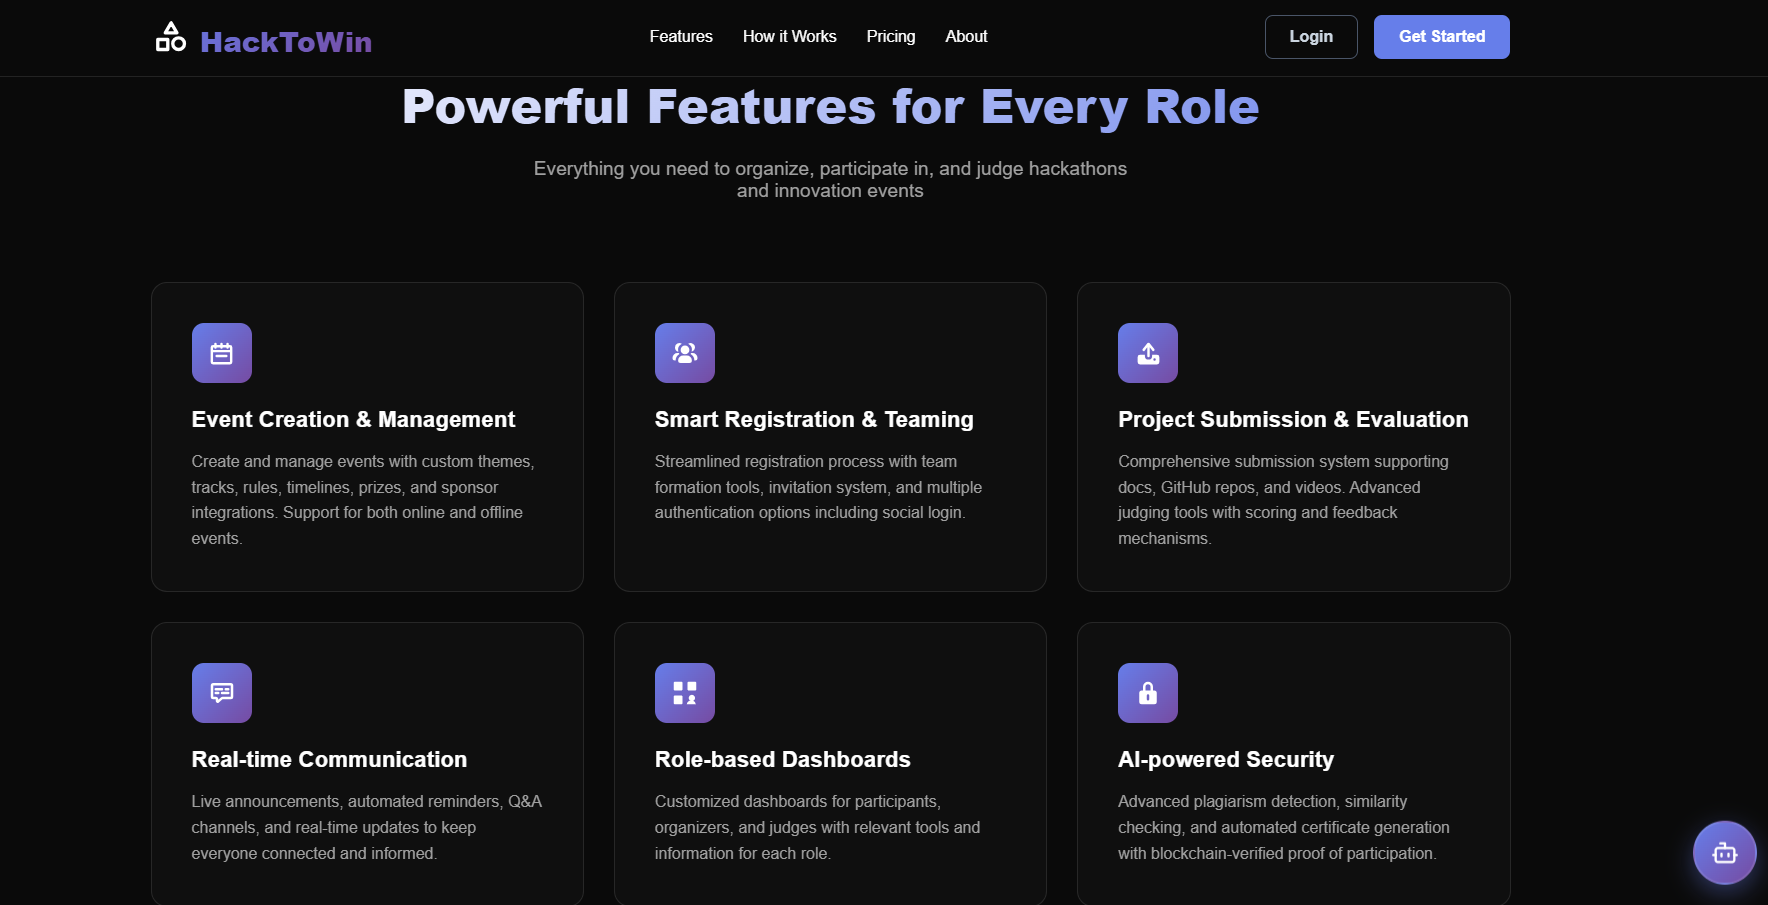 HackToWin
Features
How it Works
Pricing
About
Login
Get Started
Powerful Features for Every Role
Everything you need to organize, participate in, and judge hackathons
and innovation events
Event Creation & Management
Create and manage events with custom themes,
tracks, rules, timelines, prizes, and sponsor
integrations. Support for both online and offline
events.
Smart Registration & Teaming
Streamlined registration process with team
formation tools, invitation system, and multiple
authentication options including social login.
Project Submission & Evaluation
Comprehensive submission system supporting
docs, GitHub repos, and videos. Advanced
judging tools with scoring and feedback
mechanisms.
Real-time Communication
Live announcements, automated reminders, Q&A
channels, and real-time updates to keep
everyone connected and informed.
Role-based Dashboards
Customized dashboards for participants,
organizers, and judges with relevant tools and
information for each role.
AI-powered Security
Advanced plagiarism detection, similarity
checking, and automated certificate generation
with blockchain-verified proof of participation.